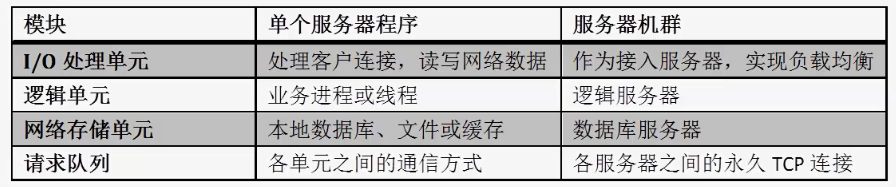 模块 单个服务器程序 服务器机群
I/O 处理单元 处理客户连接，读写网络数据 作为接入服务器，实现负载均衡
逻辑单元 业务进程或线程 逻辑服务器
网络存储单元 本地数据库、文件或缓存 数据库服务器
请求队列 各单元之间的通信方式 各服务器之间的永久 TCP 连接